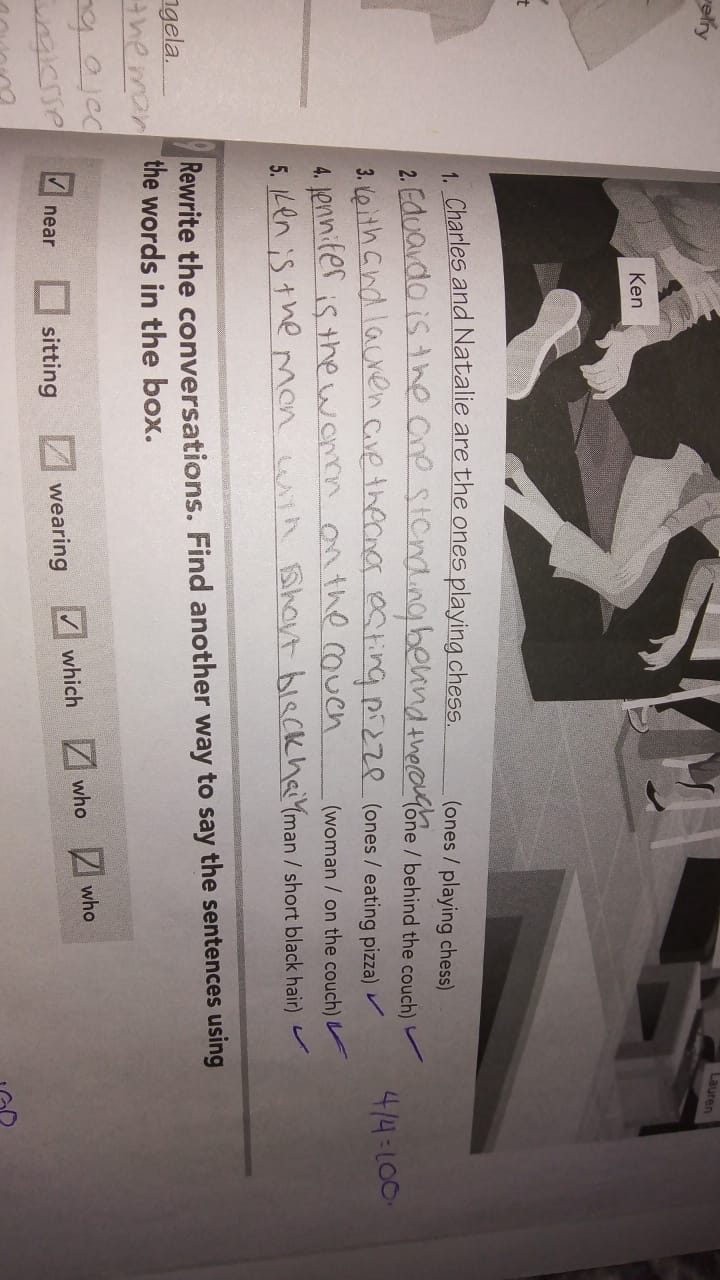 Ken
Lauren
1. Charles and Natalie are the ones playing chess. (ones / playing chess)
2. Eduardo is the one standing behind the couch (one / behind the couch) ✓
3. Keith and lauren are the ones eating pizza (ones / eating pizza) ✓
4. Jennifer is the woman on the couch (woman / on the couch) ✓
5. Ken is the man with short black hair (man / short black hair) ✓
4/4=100.
9 Rewrite the conversations. Find another way to say the sentences using
the words in the box.
☑ near ☐ sitting ☑ wearing ☑ which ☑ who ☑ who
ngela.
the man